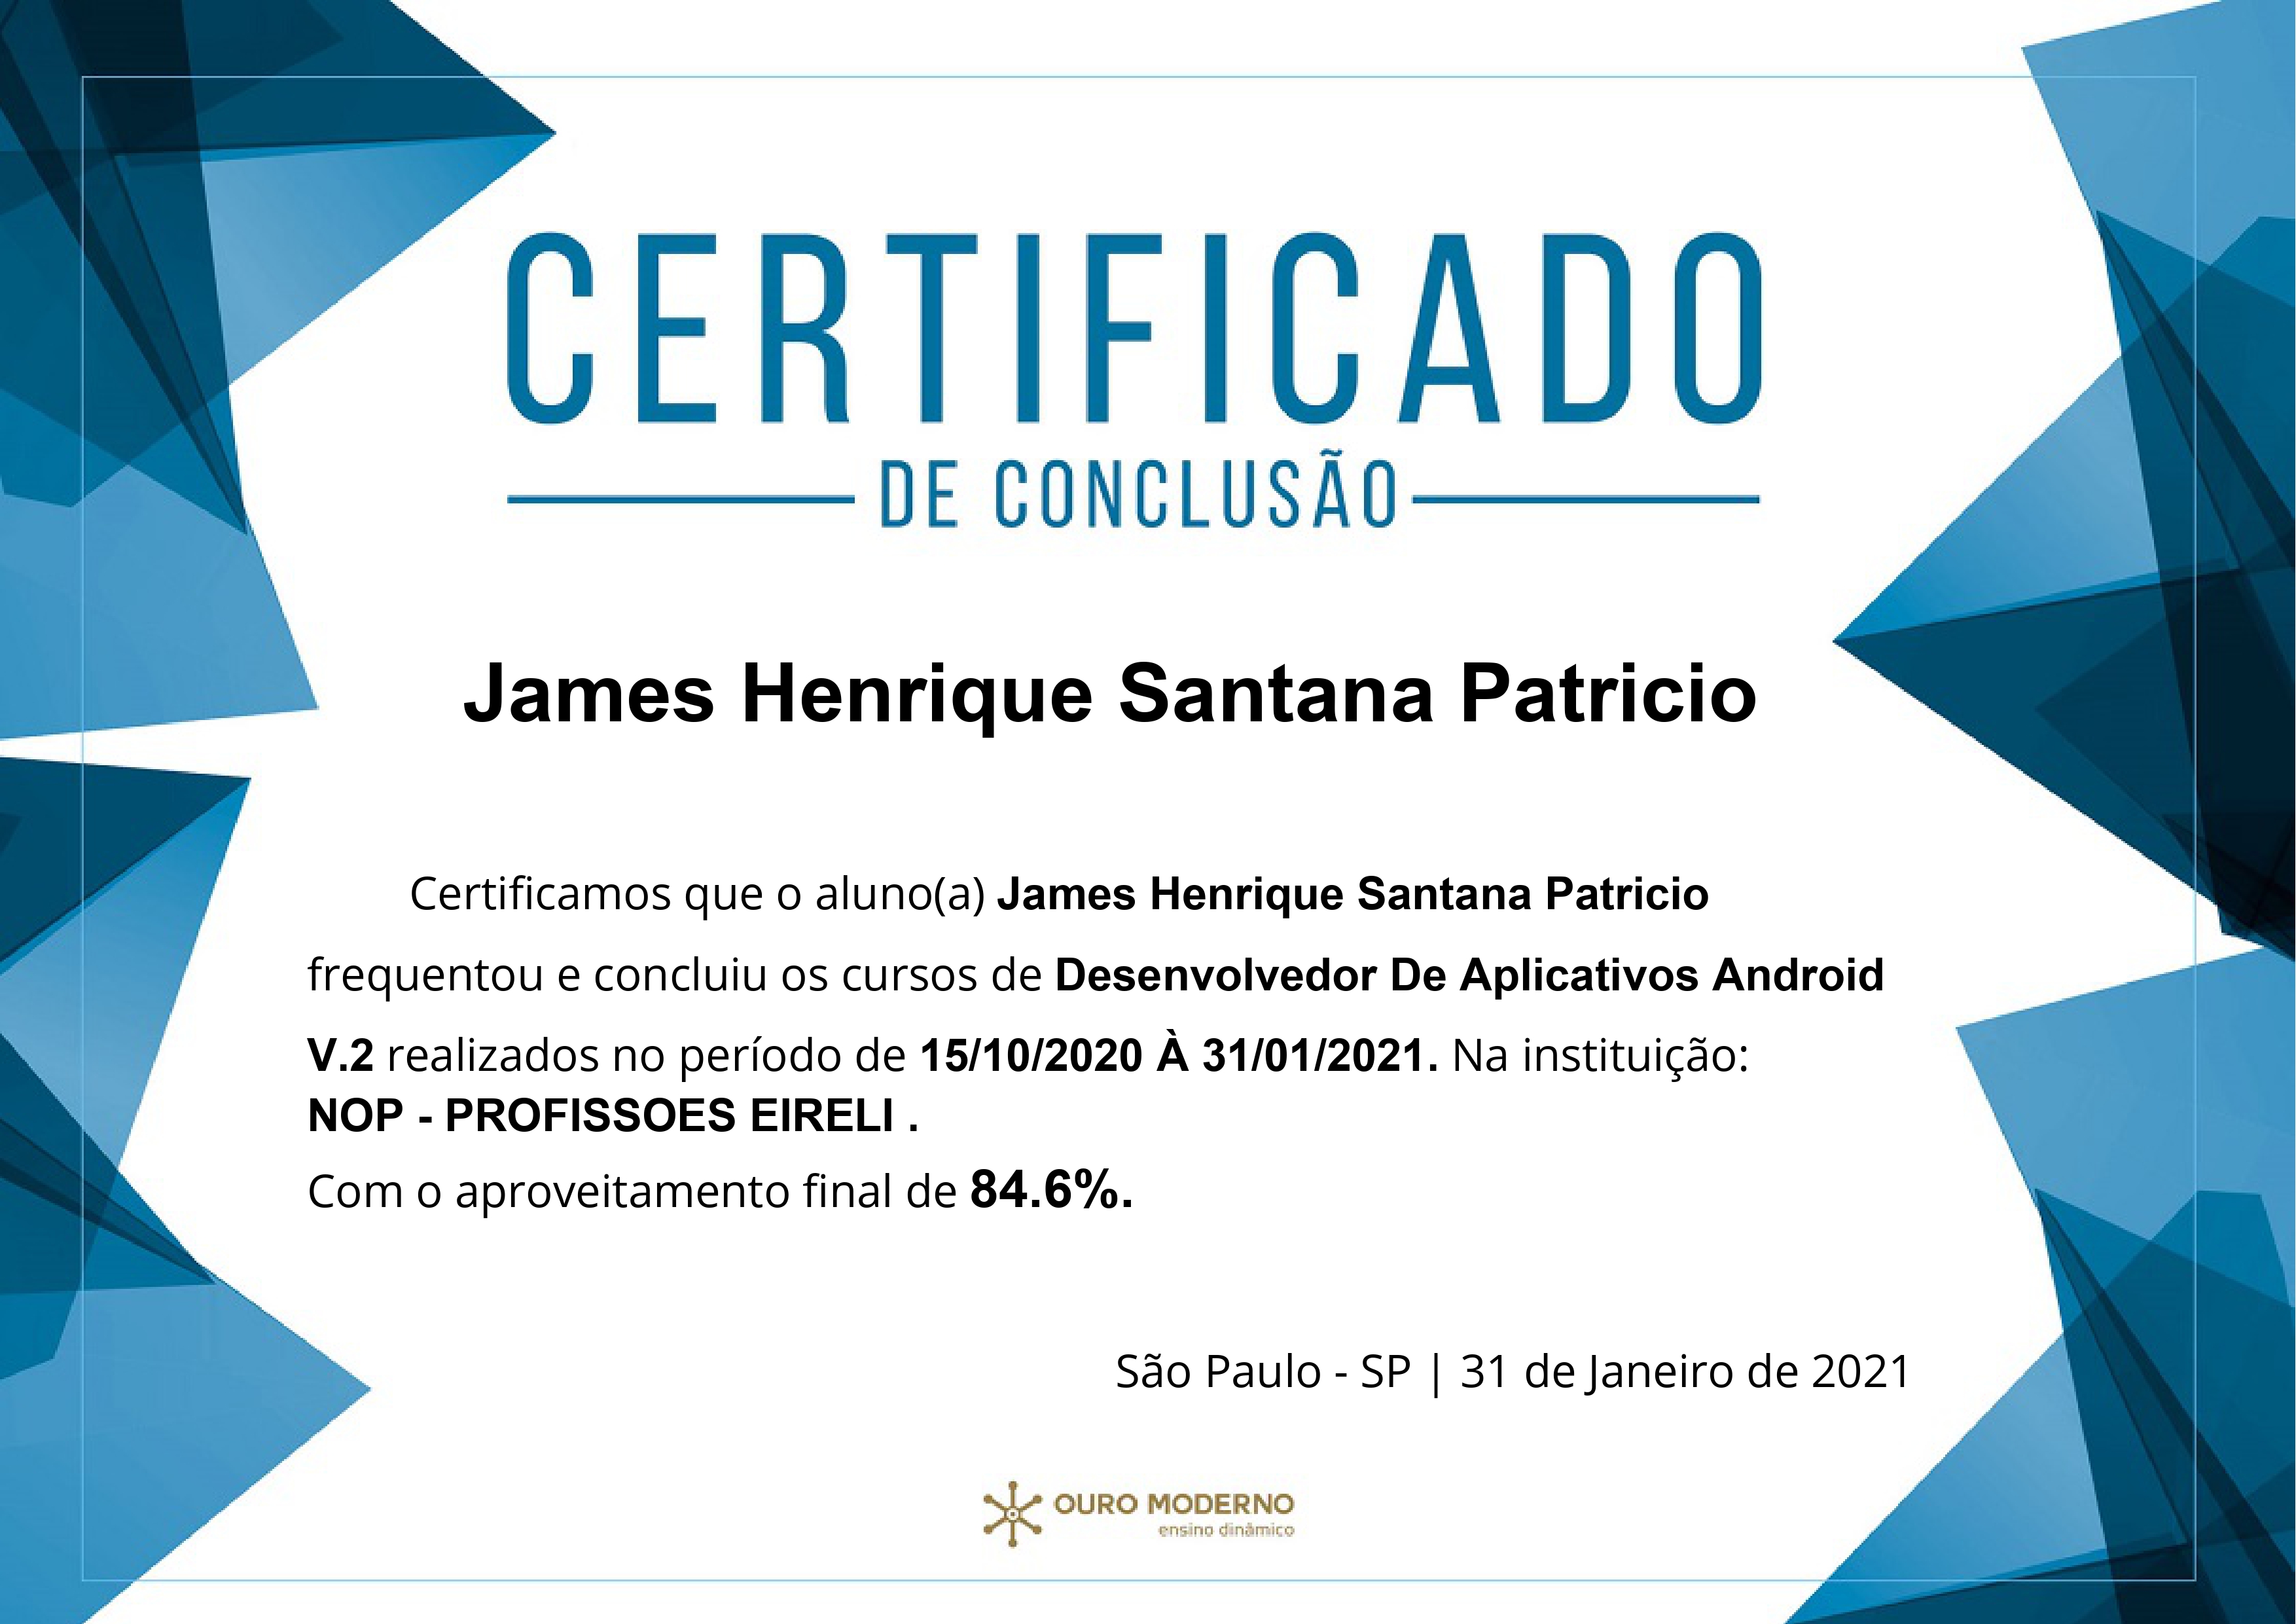 CERTIFICADO
DE CONCLUSÃO
James Henrique Santana Patricio
Certificamos que o aluno(a) James Henrique Santana Patricio
frequentou e concluiu os cursos de Desenvolvedor De Aplicativos Android
V.2 realizados no período de 15/10/2020 À 31/01/2021. Na instituição:
NOP - PROFISSOES EIRELI .
Com o aproveitamento final de 84.6%.
São Paulo - SP | 31 de Janeiro de 2021
OURO MODERNO
ensino dinâmico